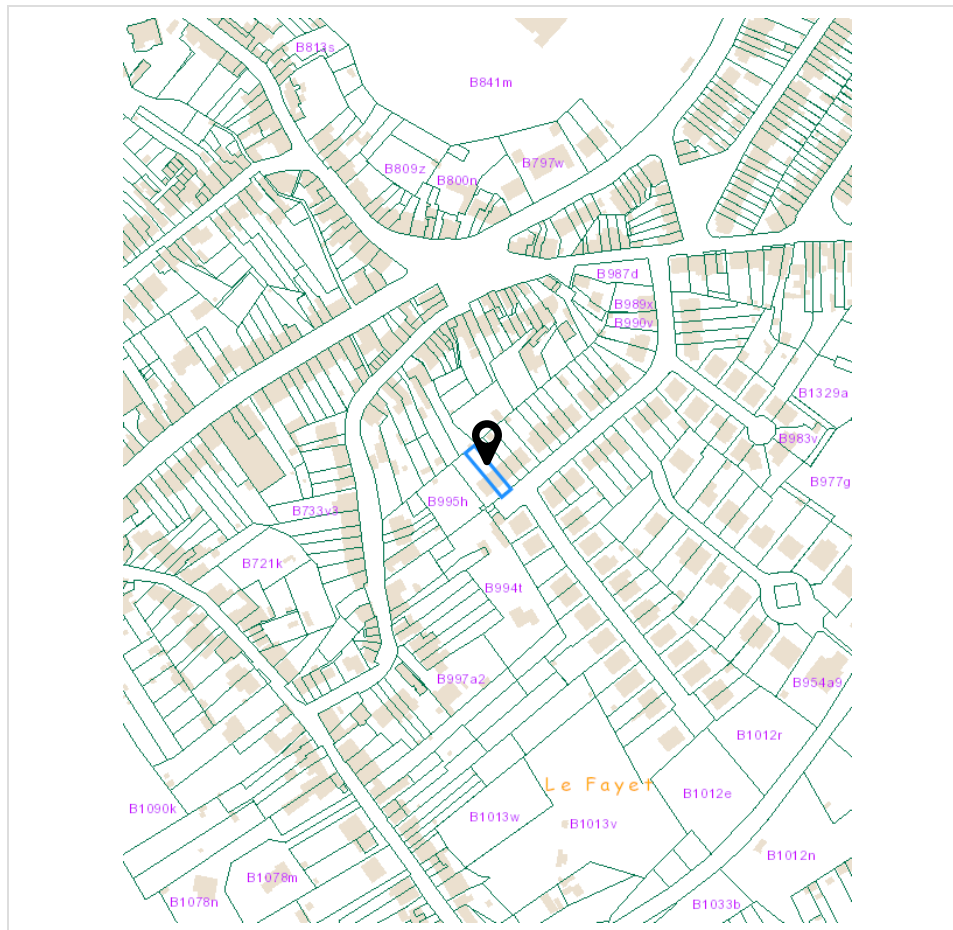 B813s
B841m
B809z
B797w
B800n
B987d
B989x
B990v
B1329a
B983v
B977g
B995h
B733v3
B721k
B994t
B997a2
B954a9
B1012r
Le Fayet
B1012e
B1090k
B1013w
B1013v
B1012n
B1078m
B1078n
B1033b